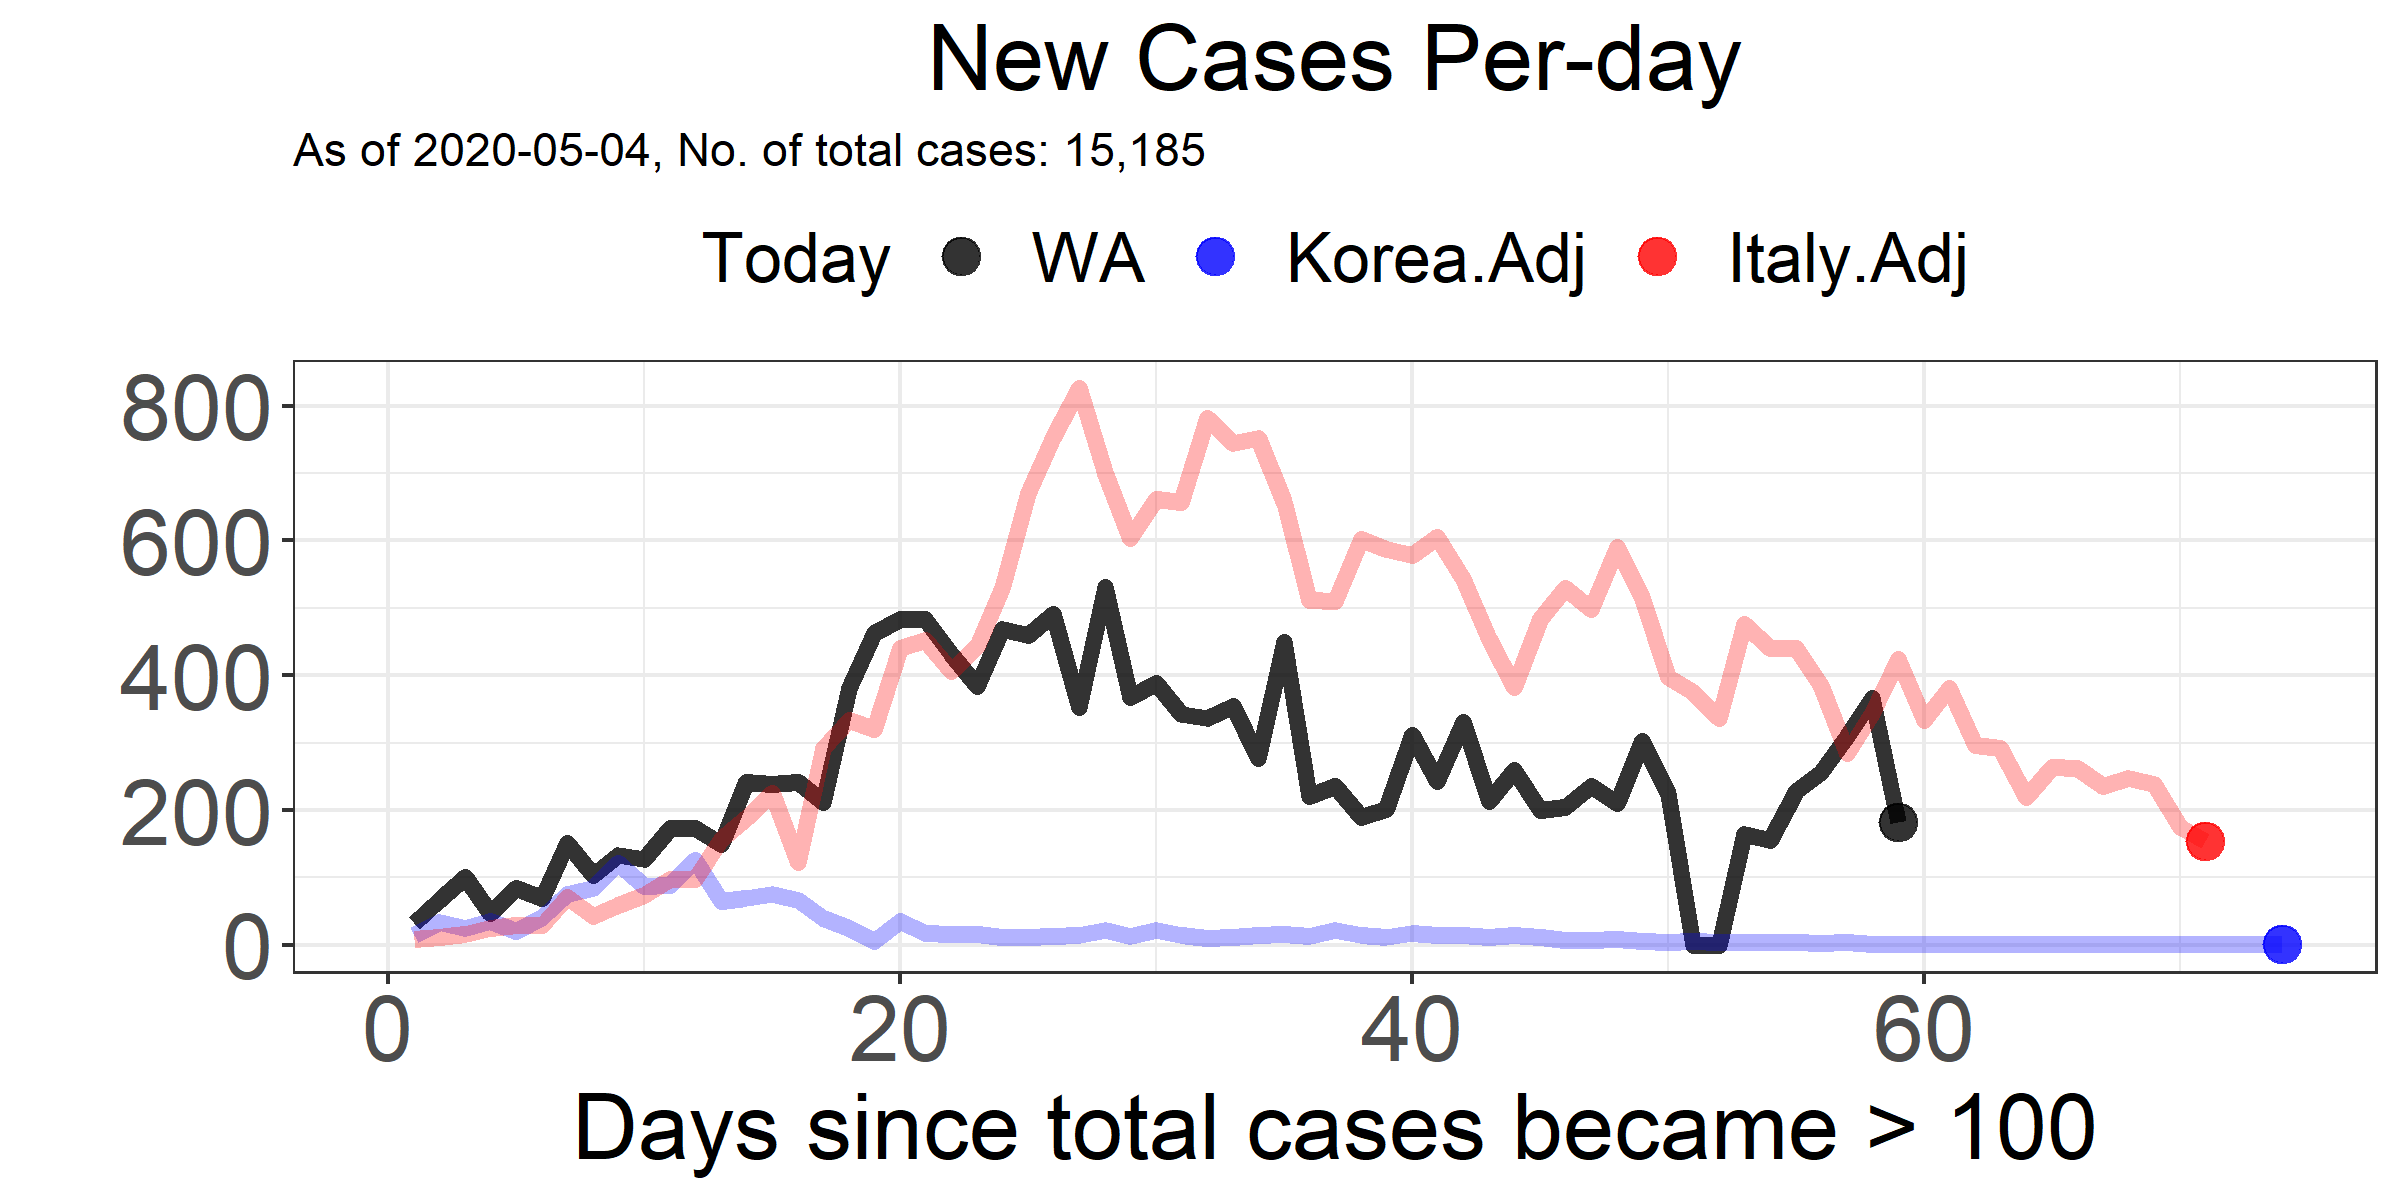 New Cases Per-day
As of 2020-05-04, No. of total cases: 15,185
Today WA Korea.Adj Italy.Adj
800
600
400
200
0
0 20 40 60
Days since total cases became > 100